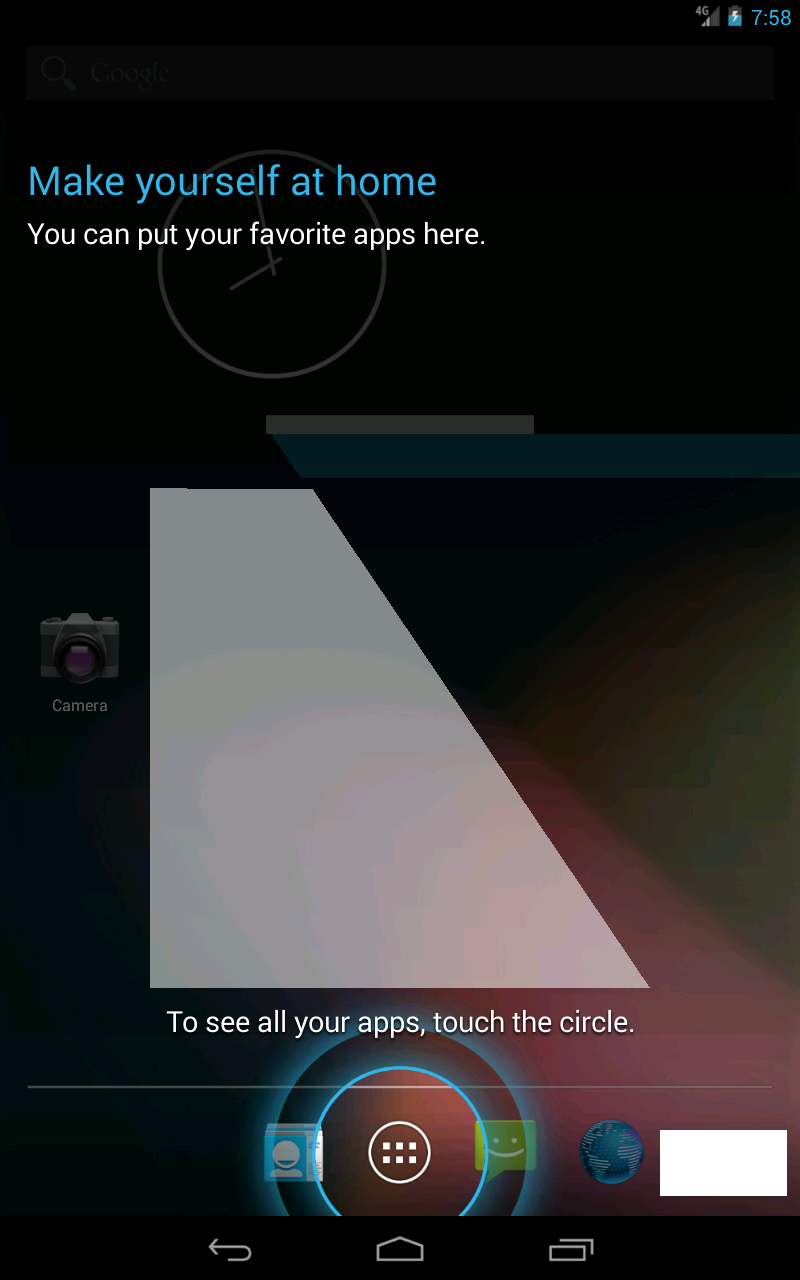 4G 7:58
Google
Make yourself at home
You can put your favorite apps here.
Camera
To see all your apps, touch the circle.